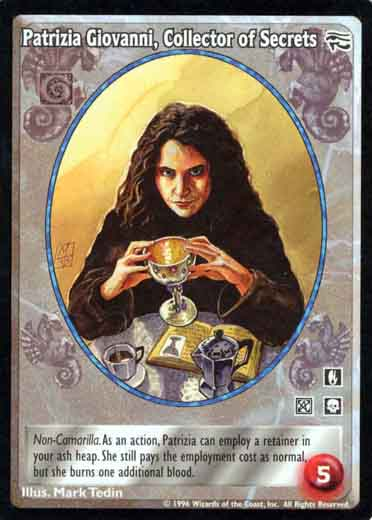 Patrizia Giovanni, Collector of Secrets
Non-Camarilla. As an action, Patrizia can employ a retainer in
your ash heap. She still pays the employment cost as normal,
but she burns one additional blood.
5
Illus. Mark Tedin
© 1996 Wizards of the Coast, Inc. All Rights Reserved.